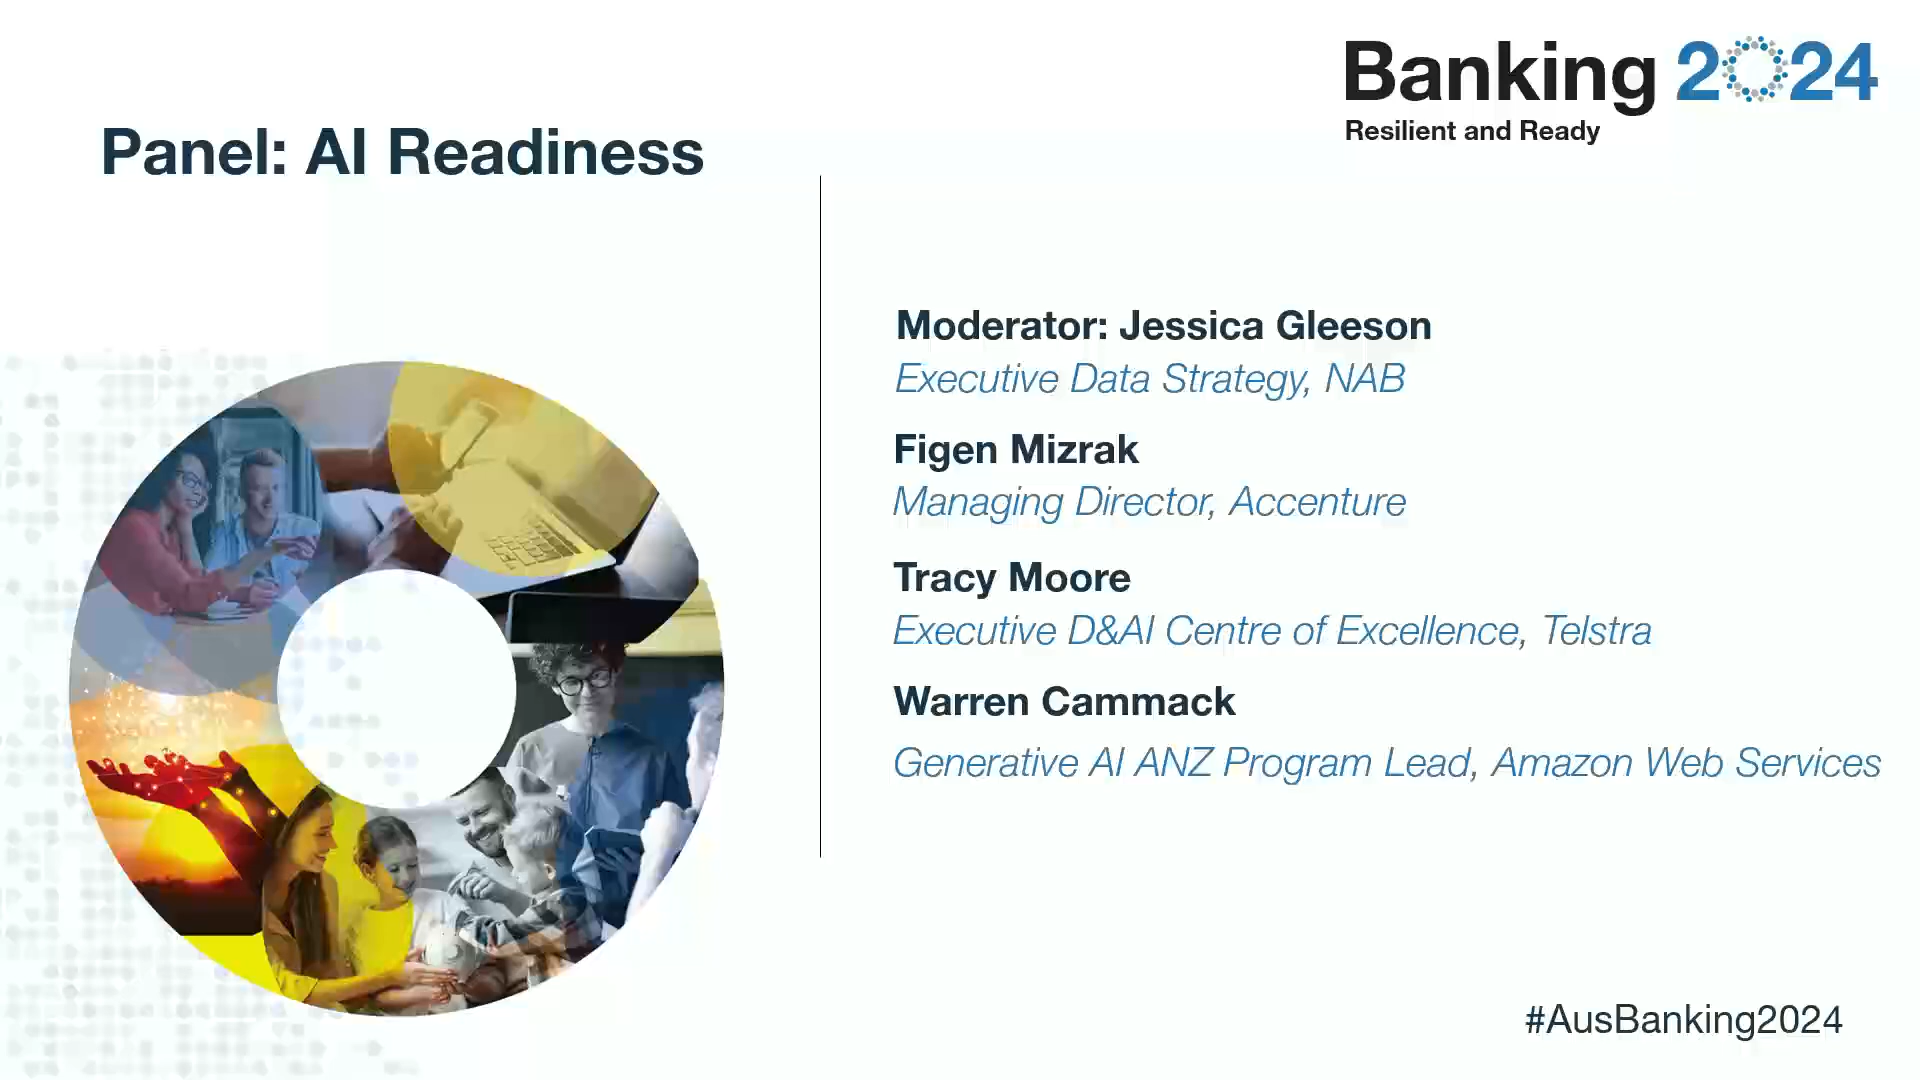 Banking 2024
Resilient and Ready
Panel: AI Readiness
Moderator: Jessica Gleeson
Executive Data Strategy, NAB
Figen Mizrak
Managing Director, Accenture
Tracy Moore
Executive D&AI Centre of Excellence, Telstra
Warren Cammack
Generative AI ANZ Program Lead, Amazon Web Services
#AusBanking2024